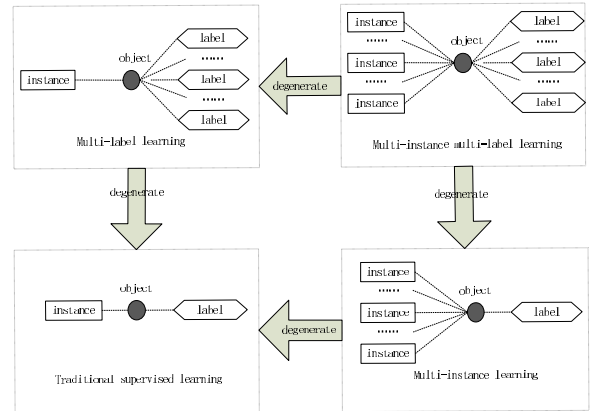 label
object
······
instance
label
······
label
Multi-label learning
degenerate
instance
label
······
object
······
instance
label
······
······
instance
label
Multi-instance multi-label learning
degenerate
degenerate
object
instance
label
Traditional supervised learning
degenerate
instance
······
object
instance
label
······
instance
Multi-instance learning